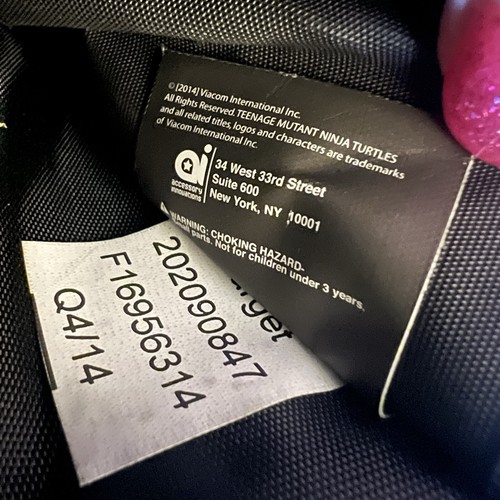 © [2014] Viacom International Inc.
All Rights Reserved. TEENAGE MUTANT NINJA TURTLES
and all related titles, logos and characters are trademarks
of Viacom International Inc.
ai
accessory
innovations
34 West 33rd Street
Suite 600
New York, NY 10001
WARNING: CHOKING HAZARD-
parts. Not for children under 3 years.
202090847
F16956314
Q4/14